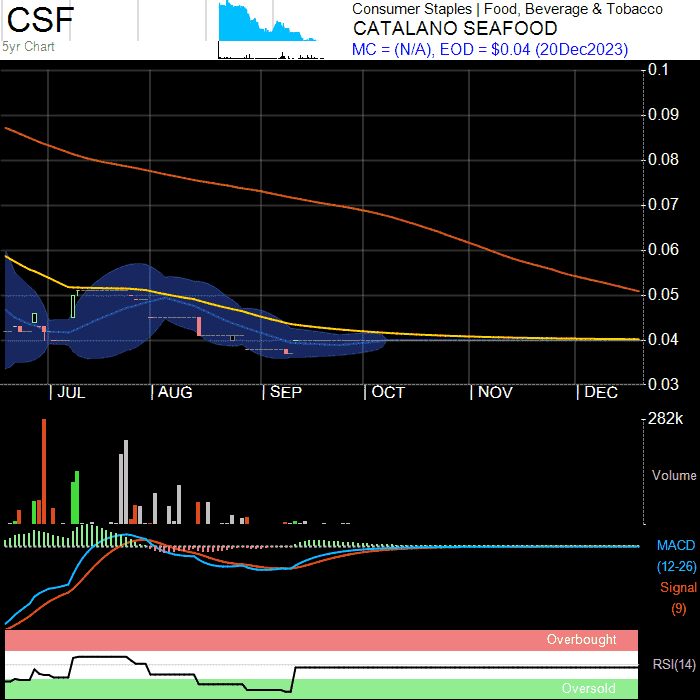 CSF
5yr Chart
Consumer Staples | Food, Beverage & Tobacco
CATALANO SEAFOOD
MC = (N/A), EOD = $0.04 (20Dec2023)
0.1
0.09
0.08
0.07
0.06
0.05
0.04
0.03
| JUL | AUG | SEP | OCT | NOV | DEC
282k
Volume
MACD
(12-26)
Signal
(9)
Overbought
RSI(14)
Oversold